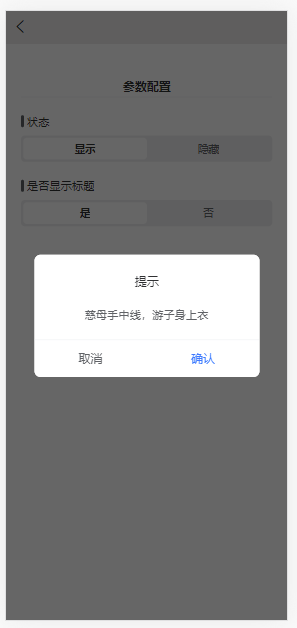 参数配置
状态
显示 隐藏
是否显示标题
是 否
提示
慈母手中线，游子身上衣
取消 确认